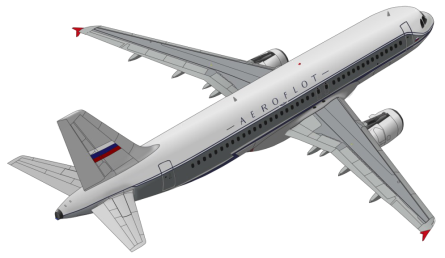 — AEROFLOT —